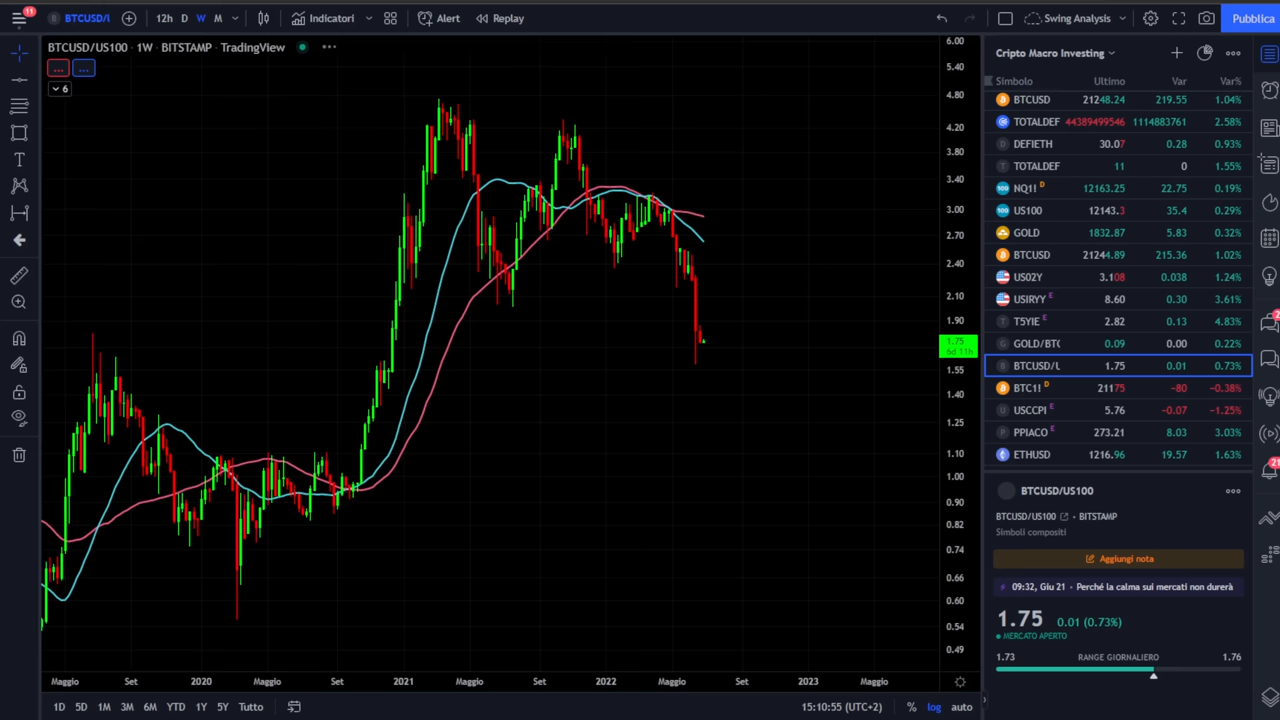 11
BTCUSD/I 12h D W M Indicatori Alert Replay Swing Analysis Pubblica
BTCUSD/US100 · 1W · BITSTAMP · TradingView
... ...
6
6.00
5.40
4.80
4.20
3.80
3.40
3.00
2.70
2.40
2.10
1.90
1.75
6d 11h
1.55
1.40
1.25
1.10
1.00
0.90
0.82
0.74
0.66
0.60
0.54
0.49
Maggio Set 2020 Maggio Set 2021 Maggio Set 2022 Maggio Set 2023 Maggio
1D 5D 1M 3M 6M YTD 1Y 5Y Tutto 15:10:55 (UTC+2) % log auto
Cripto Macro Investing
Simbolo Ultimo Var Var%
BTCUSD 21248.24 219.55 1.04%
TOTALDEF 44389499546 1114883761 2.58%
DEFIETH 30.07 0.28 0.93%
TOTALDEF 11 0 1.55%
NQ1! D 12163.25 22.75 0.19%
US100 12143.3 35.4 0.29%
GOLD 1832.87 5.83 0.32%
BTCUSD 21244.89 215.36 1.02%
US02Y 3.108 0.038 1.24%
USIRYY E 8.60 0.30 3.61%
T5YIE E 2.82 0.13 4.83%
GOLD/BTC 0.09 0.00 0.22%
BTCUSD/L 1.75 0.01 0.73%
BTC1! D 21175 −80 −0.38%
USCCPI E 5.76 −0.07 −1.25%
PPIACO E 273.21 8.03 3.03%
ETHUSD 1216.96 19.57 1.63%
BTCUSD/US100
BTCUSD/US100 • BITSTAMP
Simboli compositi
Aggiungi nota
09:32, Giu 21 • Perché la calma sui mercati non durerà
1.75 0.01 (0.73%)
MERCATO APERTO
1.73 RANGE GIORNALIERO 1.76